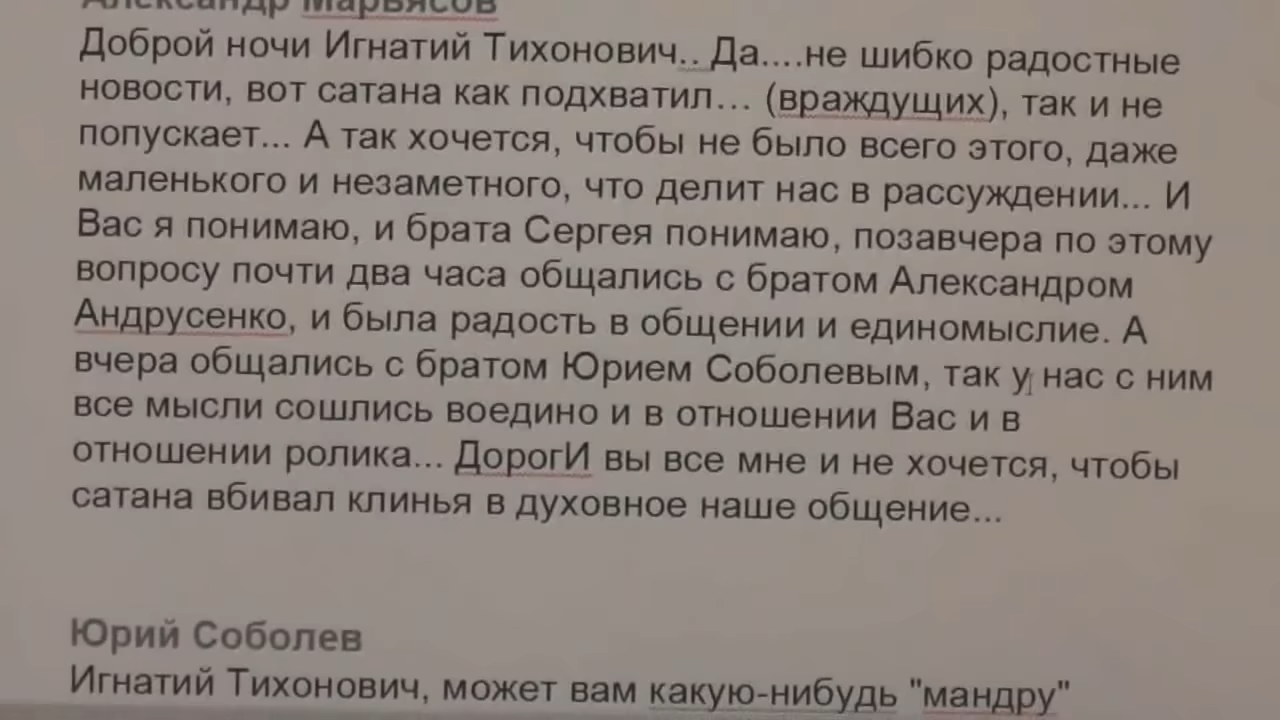 Александр Марьясов
Доброй ночи Игнатий Тихонович.. Да....не шибко радостные
новости, вот сатана как подхватил... (враждущих), так и не
попускает... А так хочется, чтобы не было всего этого, даже
маленького и незаметного, что делит нас в рассуждении... И
Вас я понимаю, и брата Сергея понимаю, позавчера по этому
вопросу почти два часа общались с братом Александром
Андрусенко, и была радость в общении и единомыслие. А
вчера общались с братом Юрием Соболевым, так у нас с ним
все мысли сошлись воедино и в отношении Вас и в
отношении ролика... ДорогИ вы все мне и не хочется, чтобы
сатана вбивал клинья в духовное наше общение...
Юрий Соболев
Игнатий Тихонович, может вам какую-нибудь "мандру"